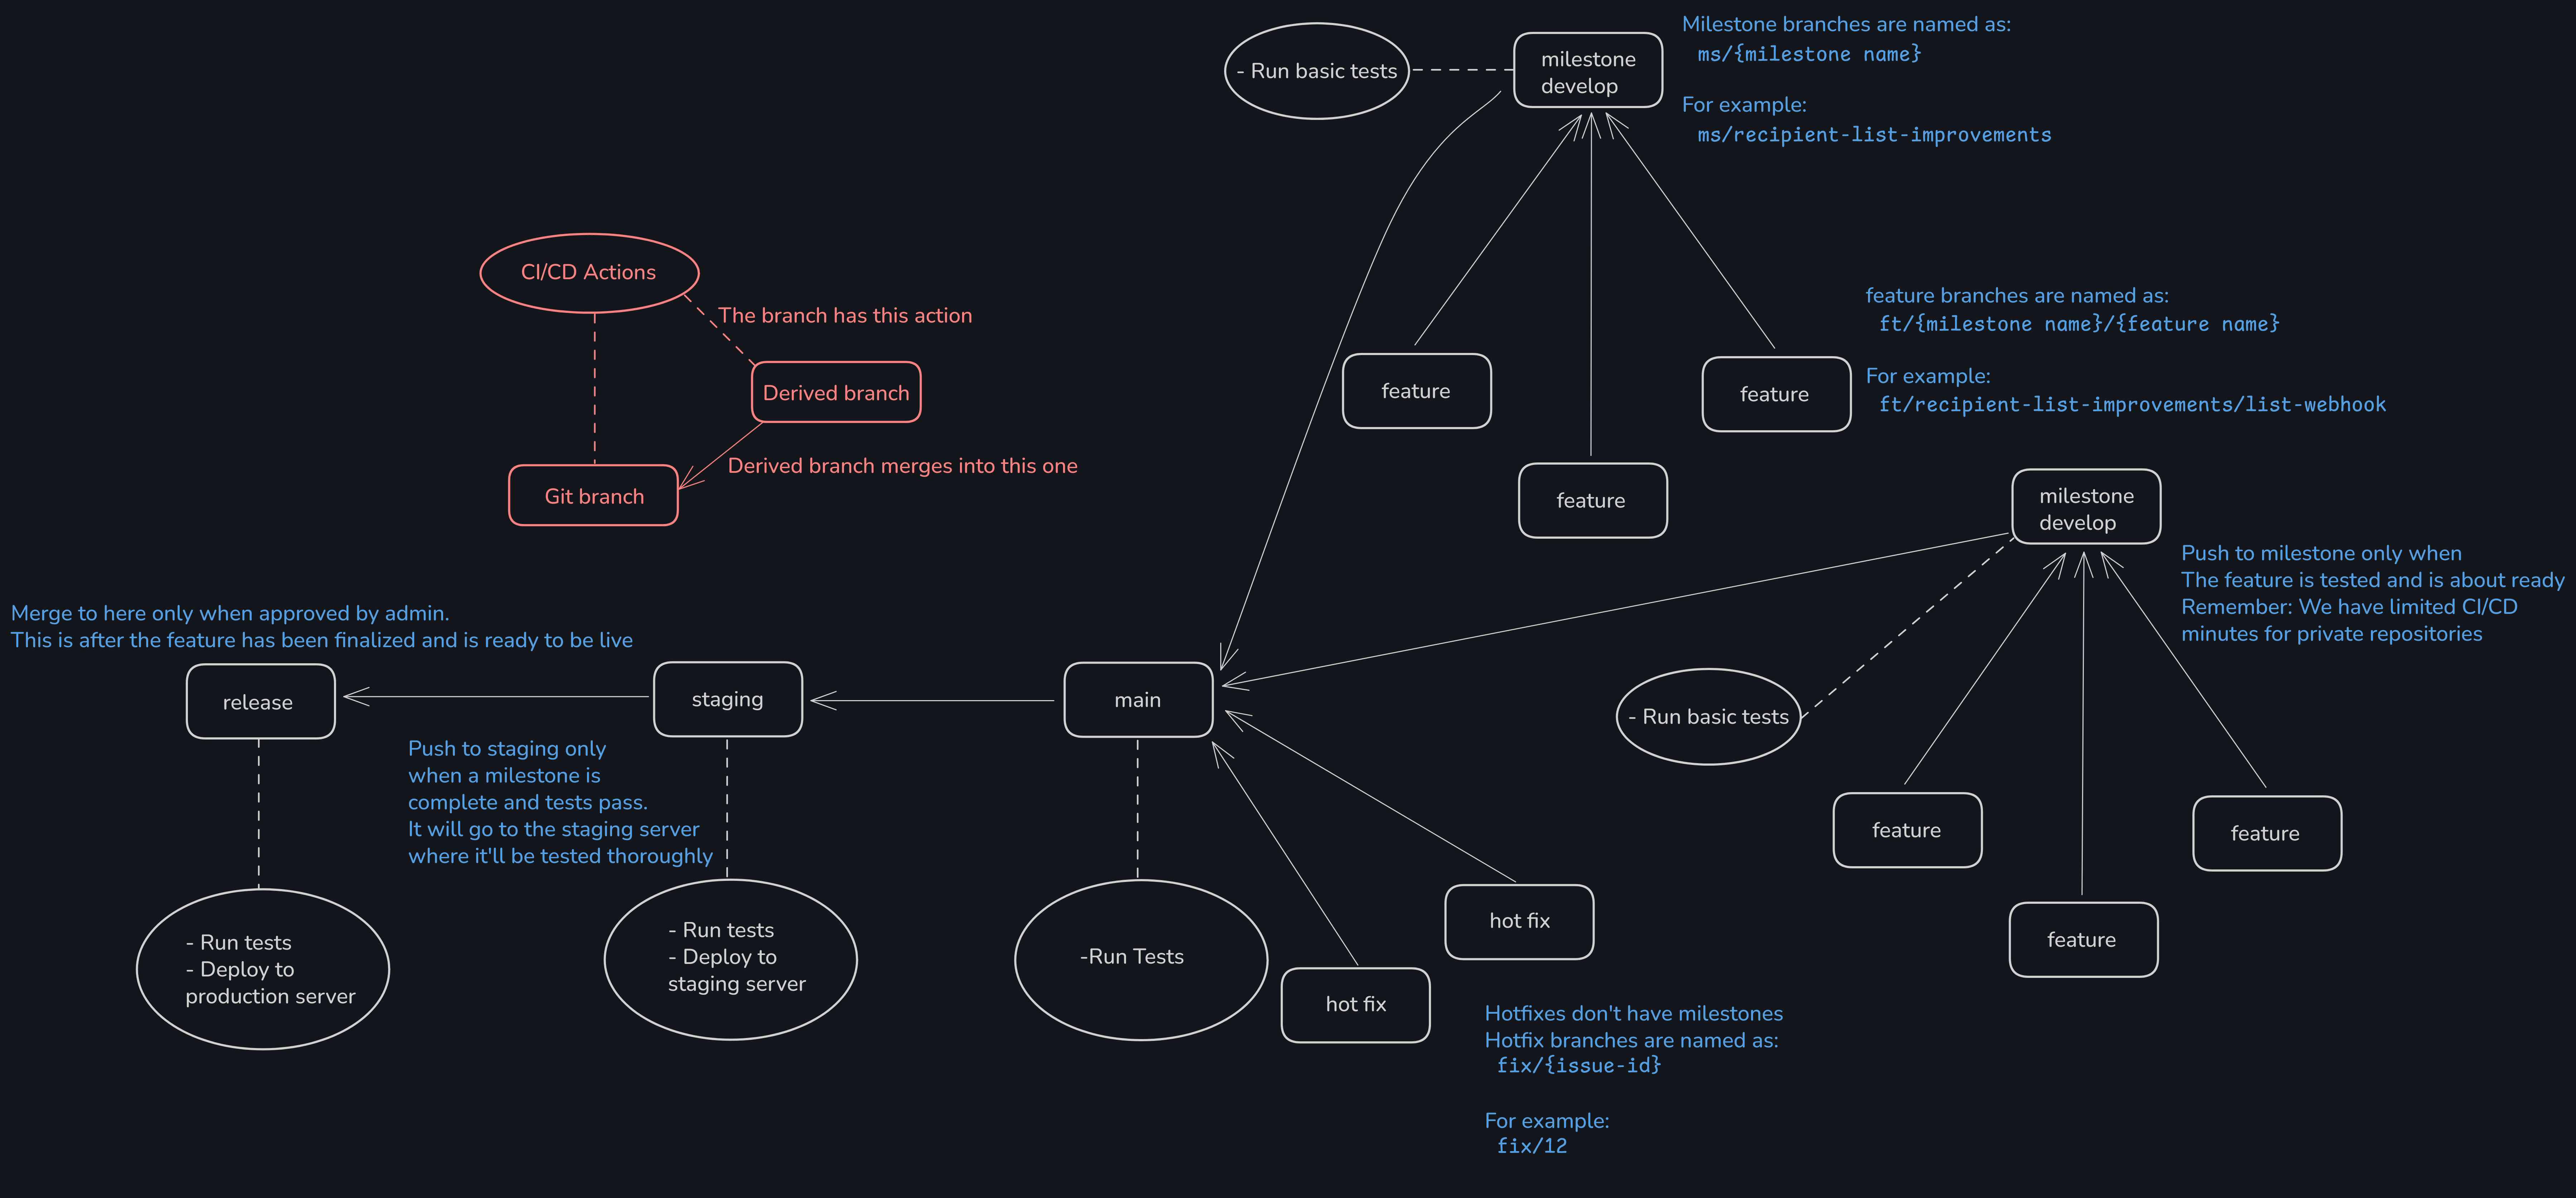 - Run basic tests
milestone
develop
Milestone branches are named as:
ms/{milestone name}
For example:
ms/recipient-list-improvements
CI/CD Actions
The branch has this action
Derived branch
Derived branch merges into this one
Git branch
feature
feature
feature
feature branches are named as:
ft/{milestone name}/{feature name}
For example:
ft/recipient-list-improvements/list-webhook
milestone
develop
Push to milestone only when
The feature is tested and is about ready
Remember: We have limited CI/CD
minutes for private repositories
- Run basic tests
feature
feature
feature
Merge to here only when approved by admin.
This is after the feature has been finalized and is ready to be live
release
staging
main
Push to staging only
when a milestone is
complete and tests pass.
It will go to the staging server
where it'll be tested thoroughly
- Run tests
- Deploy to
production server
- Run tests
- Deploy to
staging server
-Run Tests
hot fix
hot fix
Hotfixes don't have milestones
Hotfix branches are named as:
fix/{issue-id}
For example:
fix/12